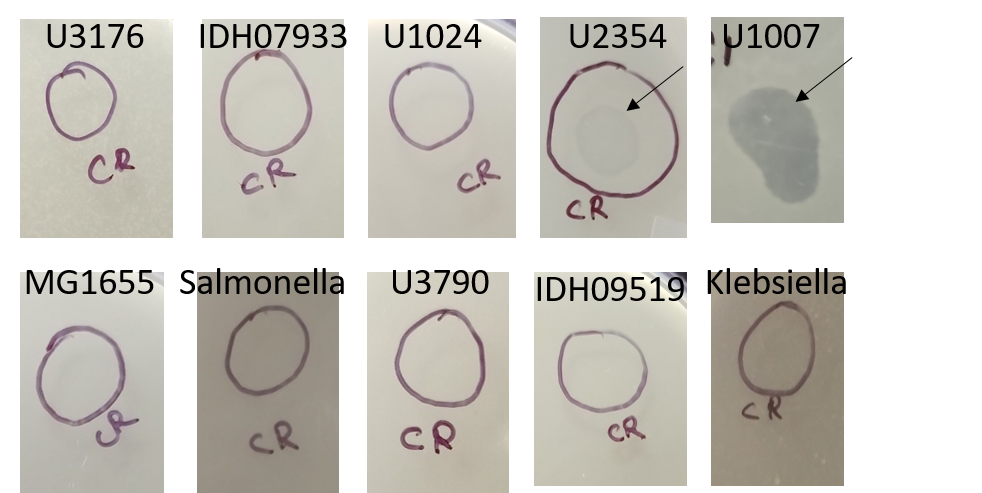 U3176
IDH07933
U1024
U2354
U1007
CR
CR
CR
CR
MG1655
Salmonella
U3790
IDH09519
Klebsiella
CR
CR
CR
CR
CR